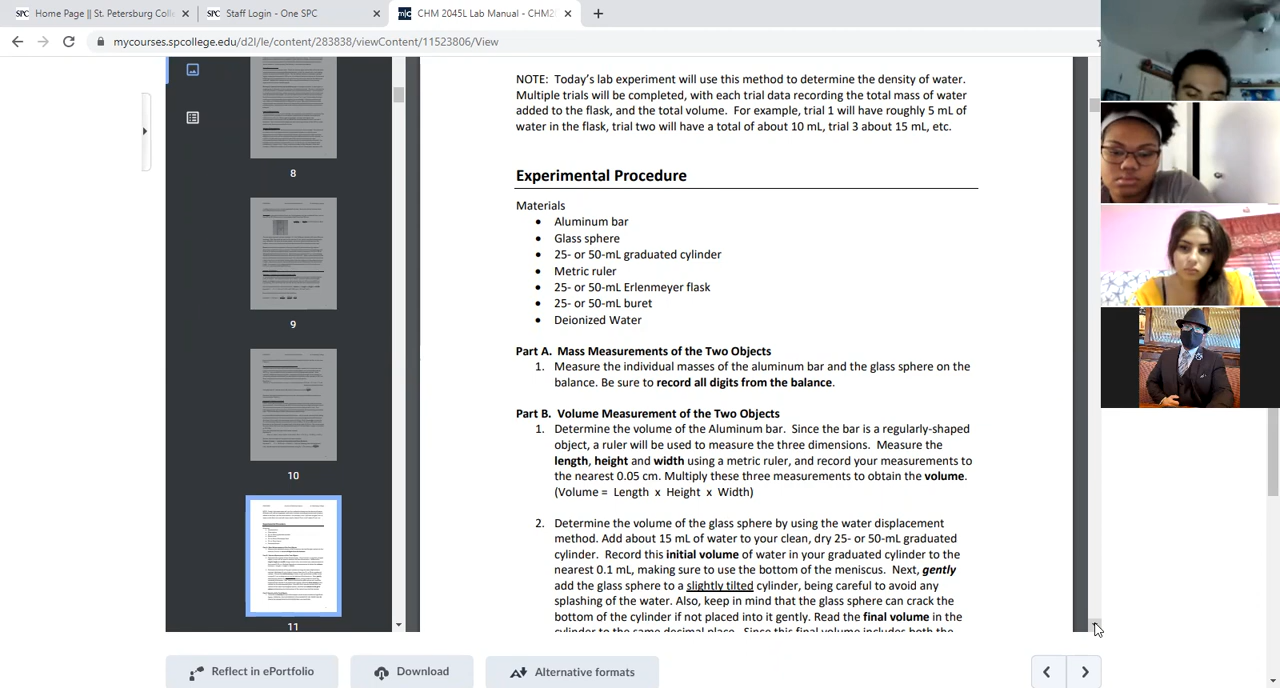 Home Page || St. Petersburg Colle
Staff Login - One SPC
CHM 2045L Lab Manual - CHM2
mycourses.spcollege.edu/d2l/le/content/283838/viewContent/11523806/View
8
9
10
11
NOTE: Today's lab experiment will use this method to determine the density of water.
Multiple trials will be completed, with each trial data recording the total mass of water
added to the flask, and the total volume. For example, trial 1 will have roughly 5 mL of
water in the flask, trial two will have a total of about 10 mL, trial 3 about 15 mL, etc.
Experimental Procedure
Materials
• Aluminum bar
• Glass sphere
• 25- or 50-mL graduated cylinder
• Metric ruler
• 25- or 50-mL Erlenmeyer flask
• 25- or 50-mL buret
• Deionized Water
Part A. Mass Measurements of the Two Objects
1. Measure the individual masses of the aluminum bar and the glass sphere on the
balance. Be sure to record all digits from the balance.
Part B. Volume Measurement of the Two Objects
1. Determine the volume of the Aluminum bar. Since the bar is a regularly-shaped
object, a ruler will be used to measure the three dimensions. Measure the
length, height and width using a metric ruler, and record your measurements to
the nearest 0.05 cm. Multiply these three measurements to obtain the volume.
(Volume = Length x Height x Width)
2. Determine the volume of the glass sphere by using the water displacement
method. Add about 15 mL of water to your clean, dry 25- or 50-mL graduated
cylinder. Record this initial volume of water in your graduated cylinder to the
nearest 0.1 mL, making sure to use the bottom of the meniscus. Next, gently
add the glass sphere to a slightly tilted cylinder, being careful to avoid any
splashing of the water. Also, keep in mind that the glass sphere can crack the
bottom of the cylinder if not placed into it gently. Read the final volume in the
cylinder to the same decimal place. Since this final volume includes both the
Reflect in ePortfolio
Download
Alternative formats